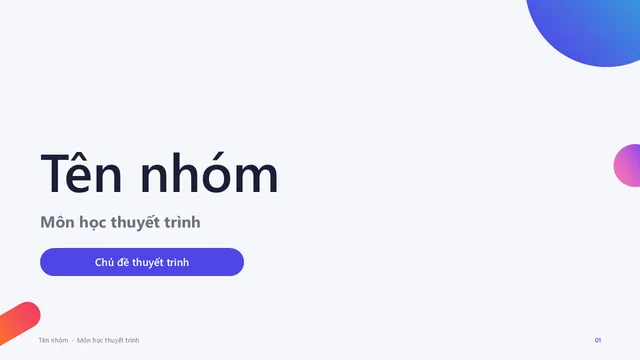 Tên nhóm
Môn học thuyết trình
Chủ đề thuyết trình
Tên nhóm - Môn học thuyết trình
01